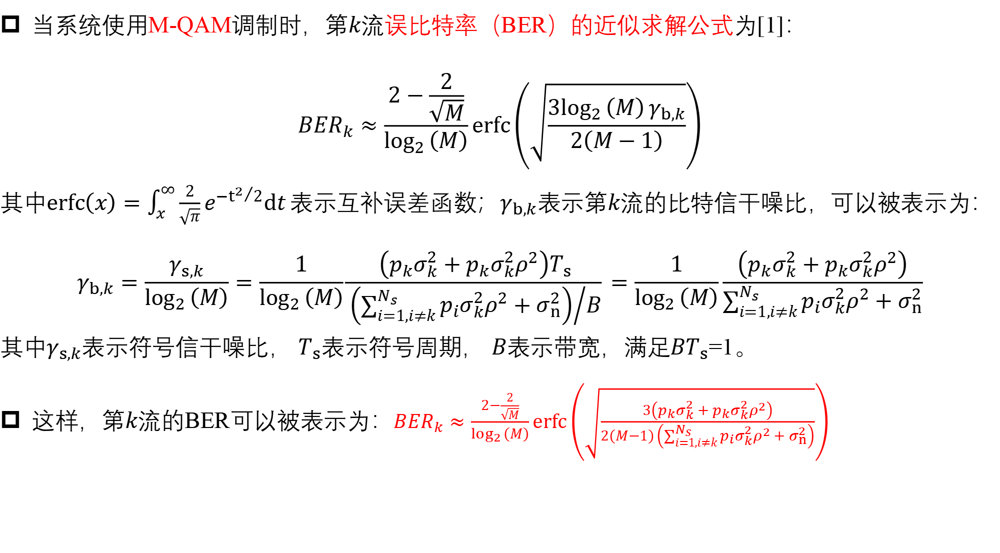 当系统使用M-QAM调制时，第k流误比特率（BER）的近似求解公式为[1]：
$BER_k \approx \frac{2-\frac{2}{\sqrt{M}}}{\log_2(M)} \mathrm{erfc}\left(\sqrt{\frac{3\log_2(M)\gamma_{\mathrm{b},k}}{2(M-1)}}\right)$
其中$\mathrm{erfc}(x) = \int_x^{\infty} \frac{2}{\sqrt{\pi}} e^{-\mathrm{t}^2/2} \mathrm{d}t$ 表示互补误差函数；$\gamma_{\mathrm{b},k}$表示第k流的比特信干噪比，可以被表示为：
$\gamma_{\mathrm{b},k} = \frac{\gamma_{\mathrm{s},k}}{\log_2(M)} = \frac{1}{\log_2(M)} \frac{(p_k\sigma_k^2 + p_k\sigma_k^2\rho^2)T_{\mathrm{s}}}{\left(\sum_{i=1,i\neq k}^{N_s} p_i\sigma_k^2\rho^2 + \sigma_{\mathrm{n}}^2\right)/B} = \frac{1}{\log_2(M)} \frac{(p_k\sigma_k^2 + p_k\sigma_k^2\rho^2)}{\sum_{i=1,i\neq k}^{N_s} p_i\sigma_k^2\rho^2 + \sigma_{\mathrm{n}}^2}$
其中$\gamma_{\mathrm{s},k}$表示符号信干噪比，$T_{\mathrm{s}}$表示符号周期，B表示带宽，满足$BT_{\mathrm{s}}$=1。
这样，第k流的BER可以被表示为：$BER_k \approx \frac{2-\frac{2}{\sqrt{M}}}{\log_2(M)} \mathrm{erfc}\left(\sqrt{\frac{3(p_k\sigma_k^2 + p_k\sigma_k^2\rho^2)}{2(M-1)\left(\sum_{i=1,i\neq k}^{N_s} p_i\sigma_k^2\rho^2 + \sigma_{\mathrm{n}}^2\right)}}\right)$